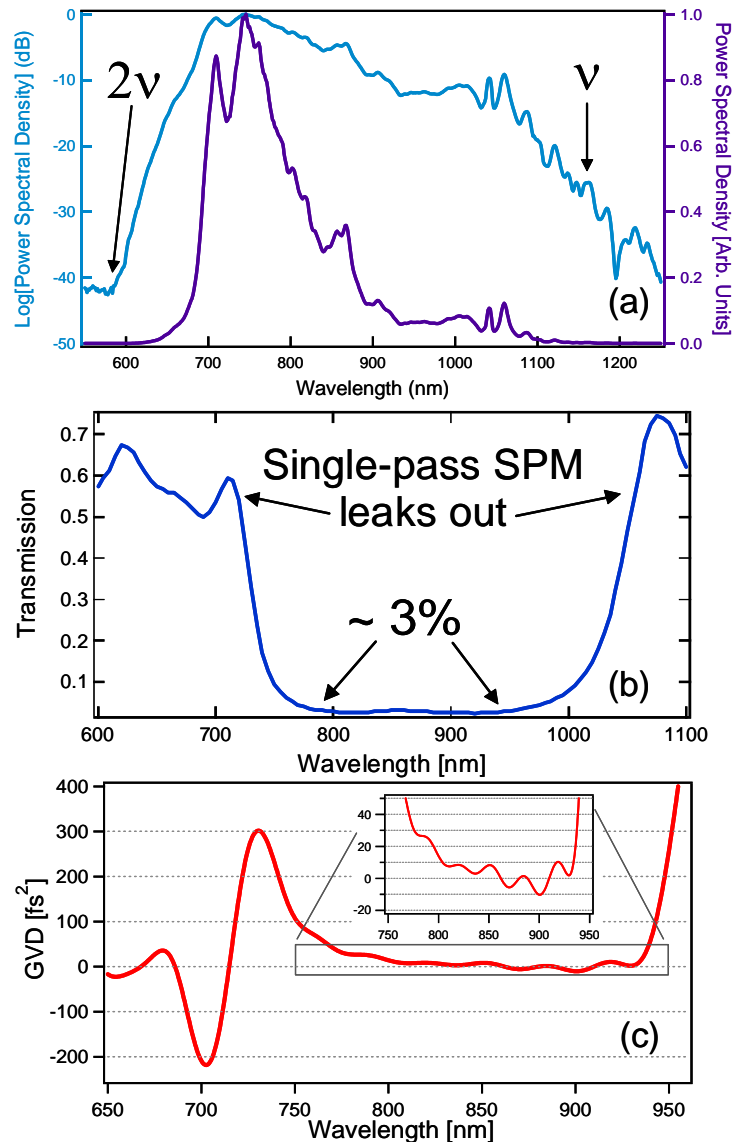 Log[Power Spectral Density] (dB)
0
-10
-20
-30
-40
-50
2ν
ν
(a)
1.0
0.8
0.6
0.4
0.2
0.0
Power Spectral Density [Arb. Units]
600 700 800 900 1000 1100 1200
Wavelength (nm)
Transmission
0.7
0.6
0.5
0.4
0.3
0.2
0.1
Single-pass SPM
leaks out
~ 3%
(b)
600 700 800 900 1000 1100
Wavelength [nm]
GVD [fs²]
400
300
200
100
0
-100
-200
40
20
0
-20
750 800 850 900 950
(c)
650 700 750 800 850 900 950
Wavelength [nm]